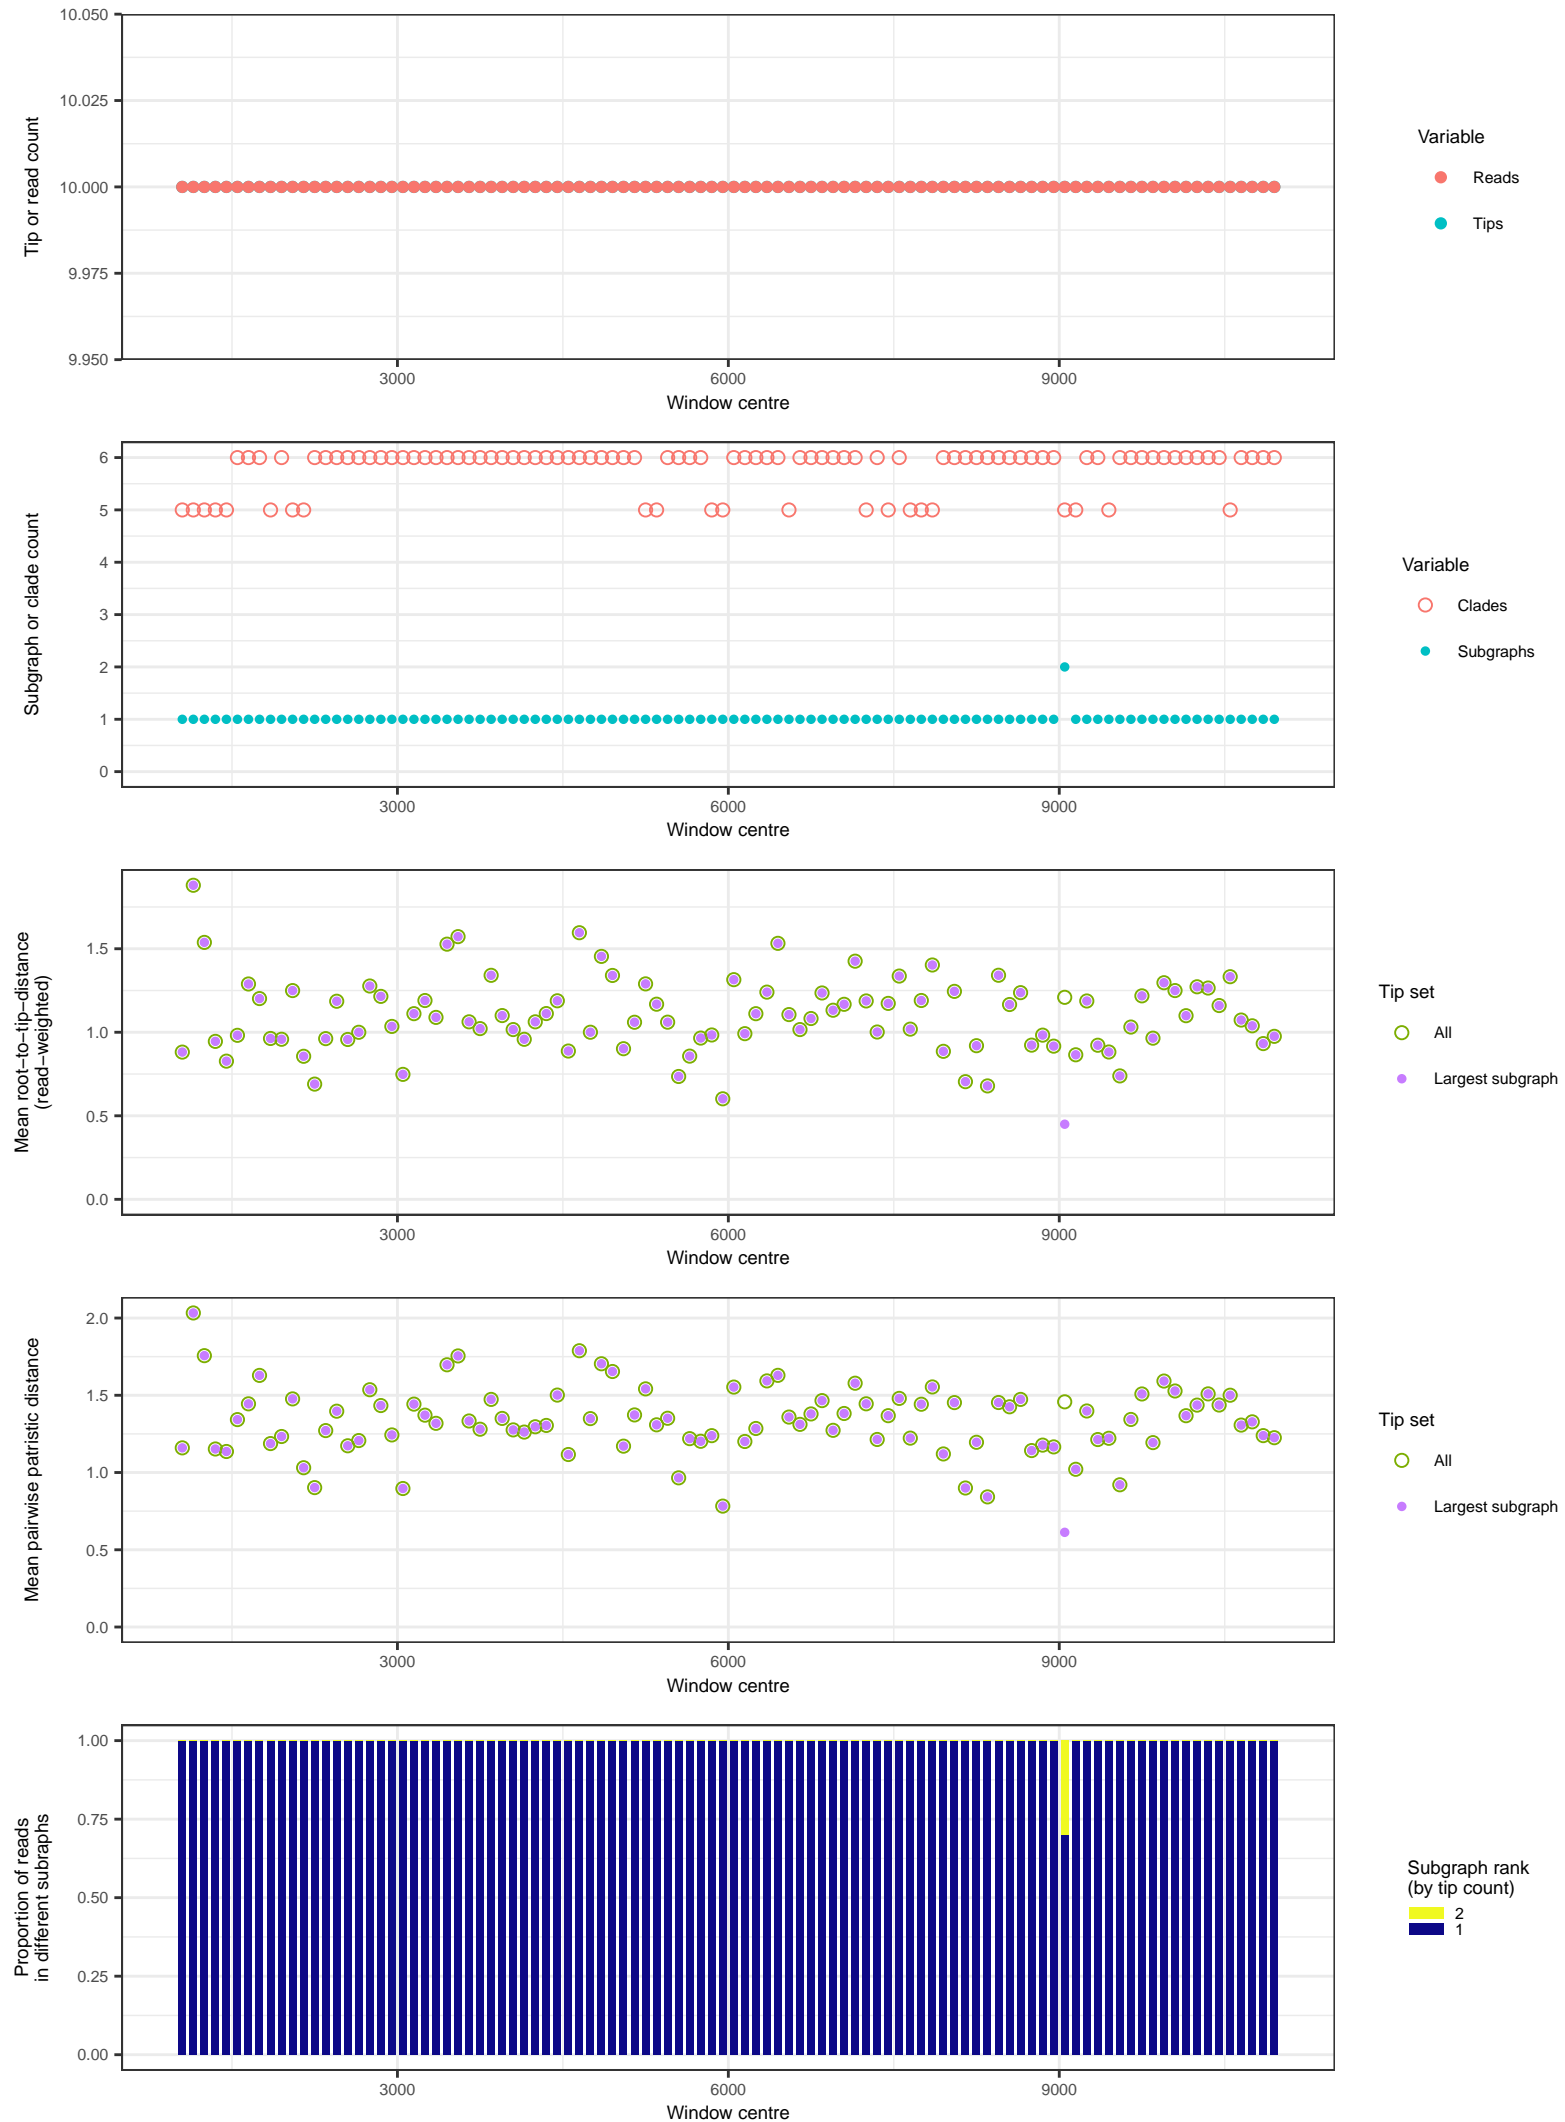 10.050
10.025
10.000
9.975
9.950
Tip or read count
3000
6000
9000
Window centre
Variable
Reads
Tips
6
5
4
3
2
1
0
Subgraph or clade count
3000
6000
9000
Window centre
Variable
Clades
Subgraphs
1.5
1.0
0.5
0.0
Mean root−to−tip−distance
(read−weighted)
3000
6000
9000
Window centre
Tip set
All
Largest subgraph
2.0
1.5
1.0
0.5
0.0
Mean pairwise patristic distance
3000
6000
9000
Window centre
Tip set
All
Largest subgraph
1.00
0.75
0.50
0.25
0.00
Proportion of reads
in different subraphs
3000
6000
9000
Window centre
Subgraph rank
(by tip count)
2
1